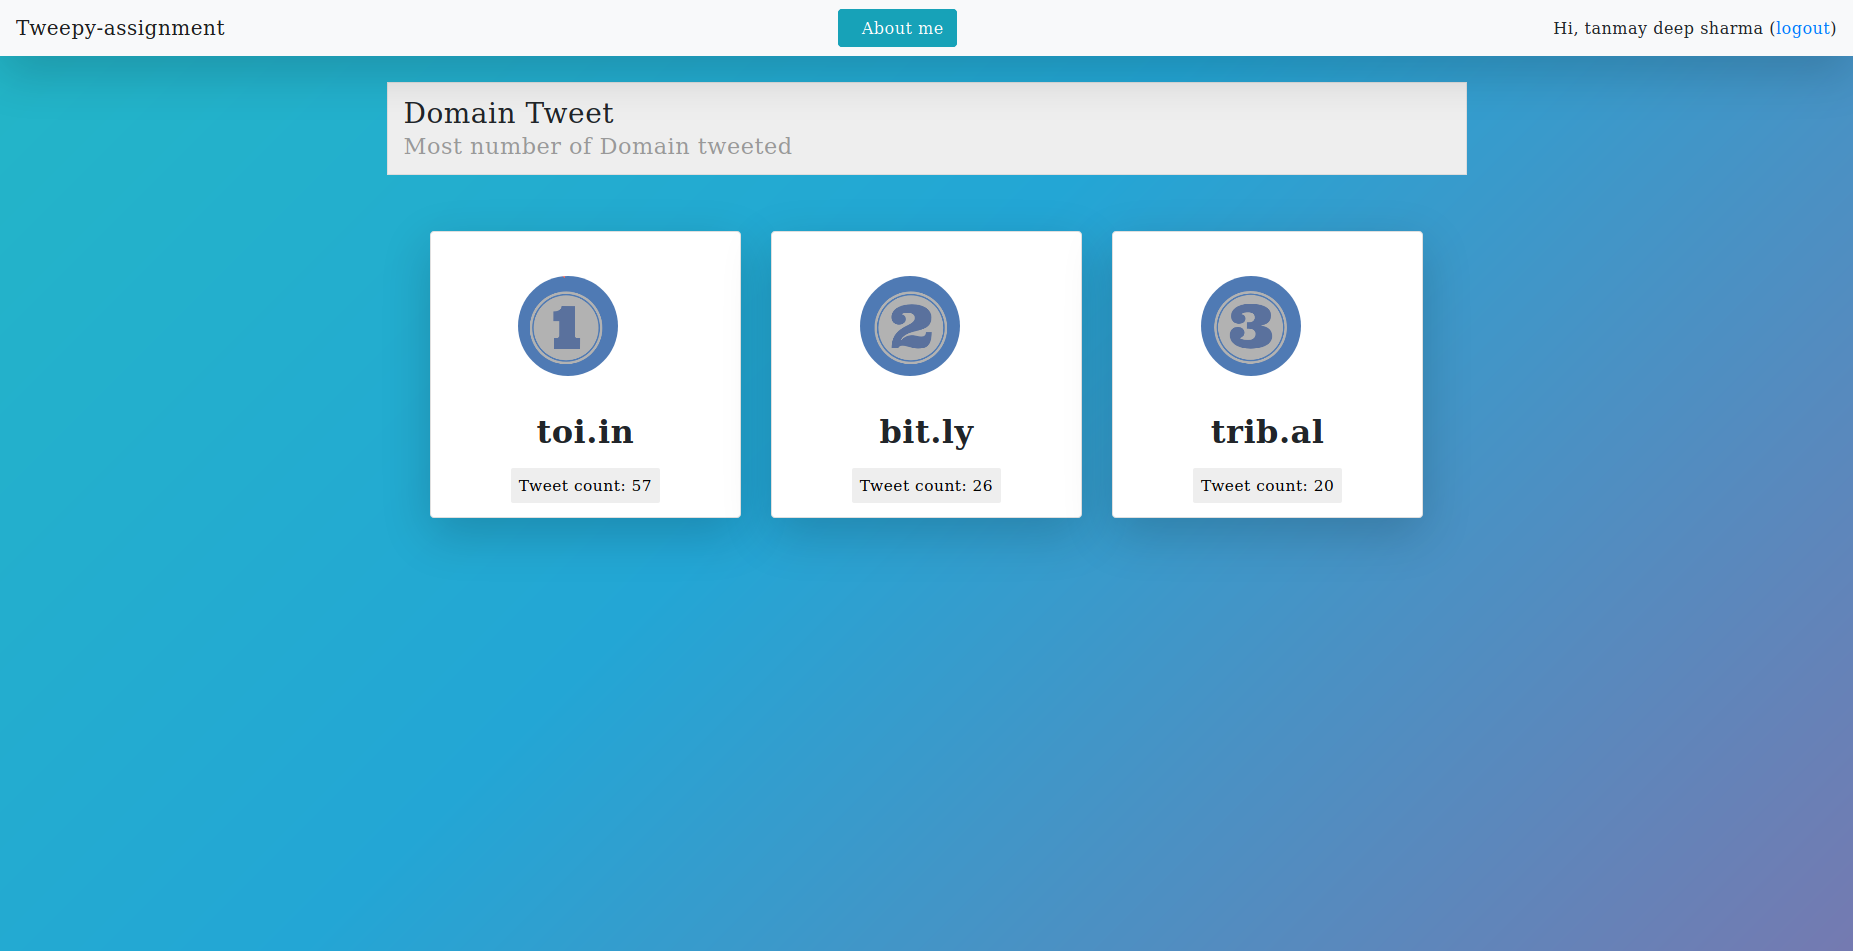 Tweepy-assignment
About me
Hi, tanmay deep sharma (logout)
Domain Tweet
Most number of Domain tweeted
1
2
3
toi.in
bit.ly
trib.al
Tweet count: 57
Tweet count: 26
Tweet count: 20